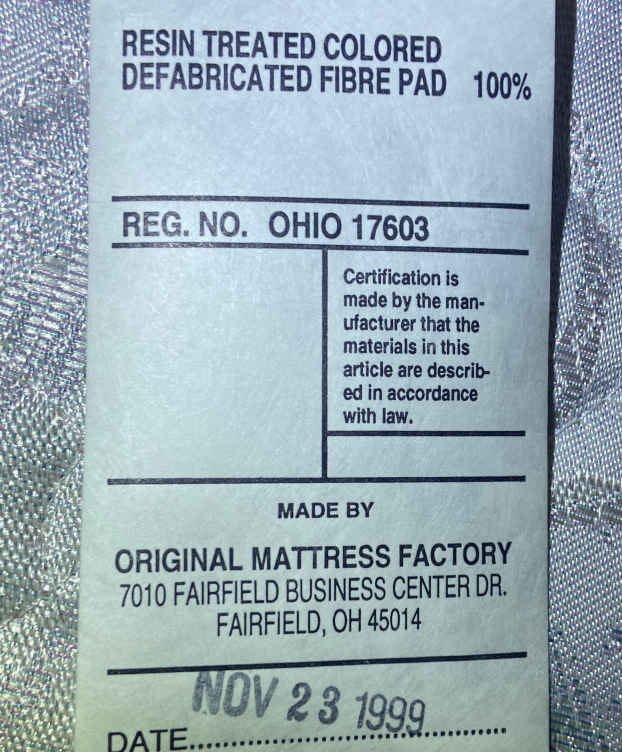 RESIN TREATED COLORED
DEFABRICATED FIBRE PAD 100%
REG. NO. OHIO 17603
Certification is
made by the man-
ufacturer that the
materials in this
article are describ-
ed in accordance
with law.
MADE BY
ORIGINAL MATTRESS FACTORY
7010 FAIRFIELD BUSINESS CENTER DR.
FAIRFIELD, OH 45014
NOV 23 1999
DATE..........................................